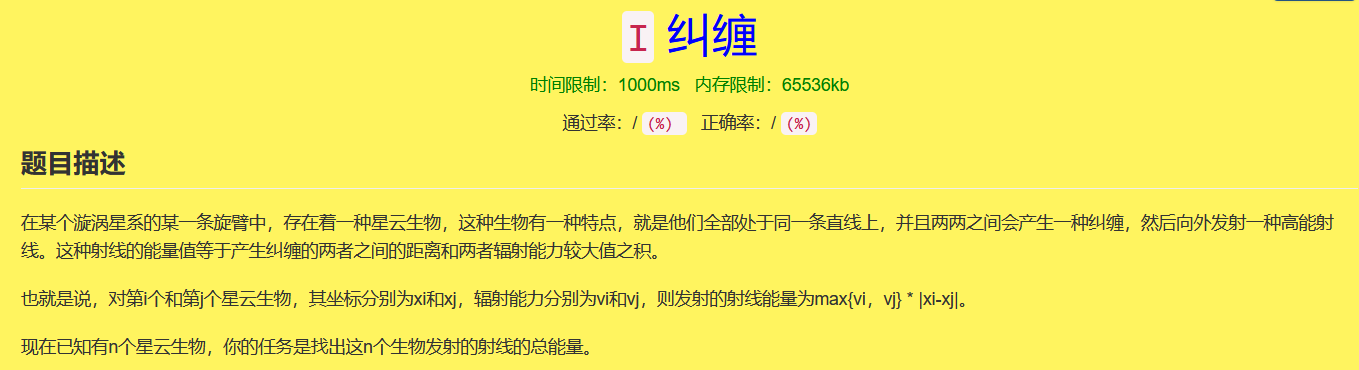 I 纠缠
时间限制：1000ms 内存限制：65536kb
通过率：/ (%) 正确率：/ (%)
题目描述
在某个漩涡星系的某一条旋臂中，存在着一种星云生物，这种生物有一种特点，就是他们全部处于同一条直线上，并且两两之间会产生一种纠缠，然后向外发射一种高能射
线。这种射线的能量值等于产生纠缠的两者之间的距离和两者辐射能力较大值之积。
也就是说，对第i个和第j个星云生物，其坐标分别为xi和xj，辐射能力分别为vi和vj，则发射的射线能量为max{vi，vj} * |xi-xj|。
现在已知有n个星云生物，你的任务是找出这n个生物发射的射线的总能量。